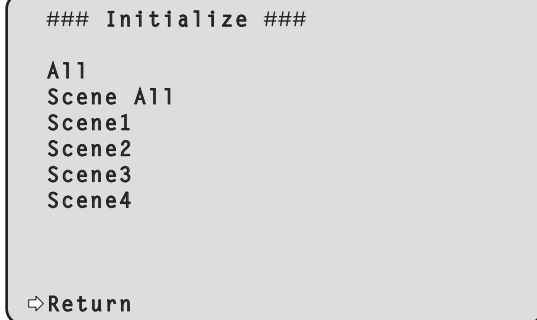 ### Initialize ###
All
Scene All
Scene1
Scene2
Scene3
Scene4
⇨Return